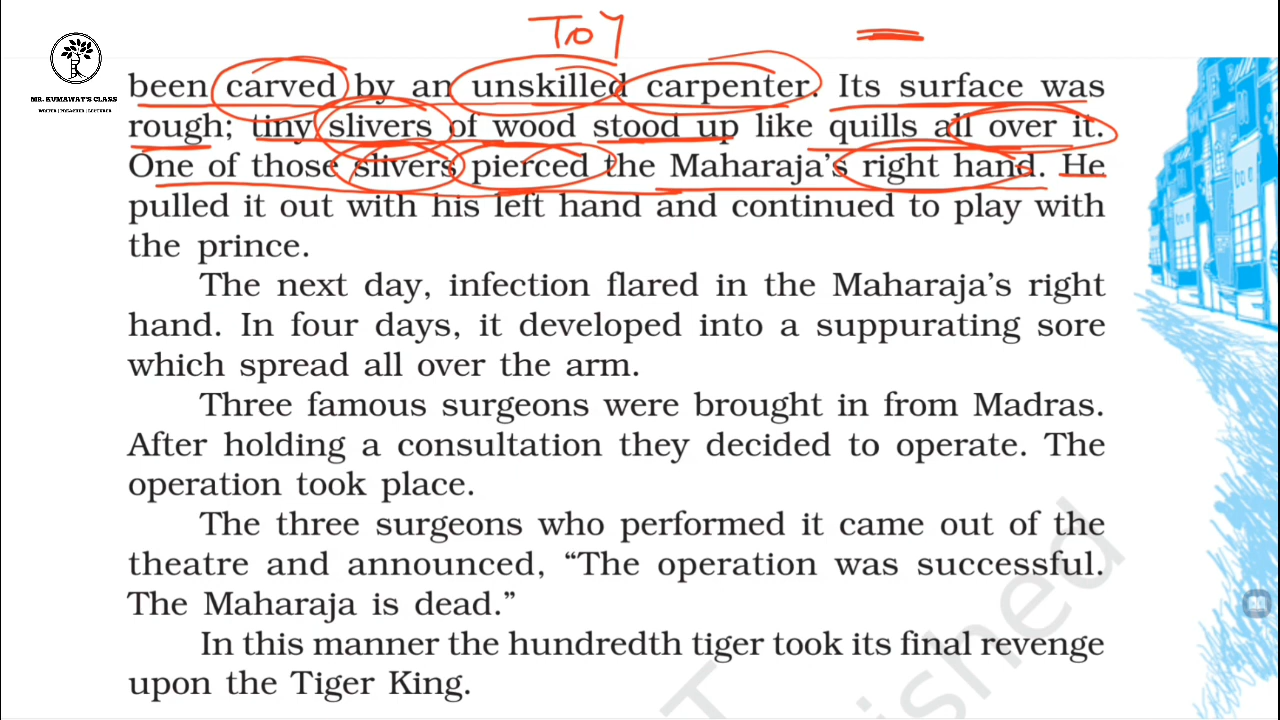 ToY
MR. KUMAWAT'S CLASS
been carved by an unskilled carpenter. Its surface was
rough; tiny slivers of wood stood up like quills all over it.
One of those slivers pierced the Maharaja's right hand. He
pulled it out with his left hand and continued to play with
the prince.
The next day, infection flared in the Maharaja's right
hand. In four days, it developed into a suppurating sore
which spread all over the arm.
Three famous surgeons were brought in from Madras.
After holding a consultation they decided to operate. The
operation took place.
The three surgeons who performed it came out of the
theatre and announced, “The operation was successful.
The Maharaja is dead.”
In this manner the hundredth tiger took its final revenge
upon the Tiger King.